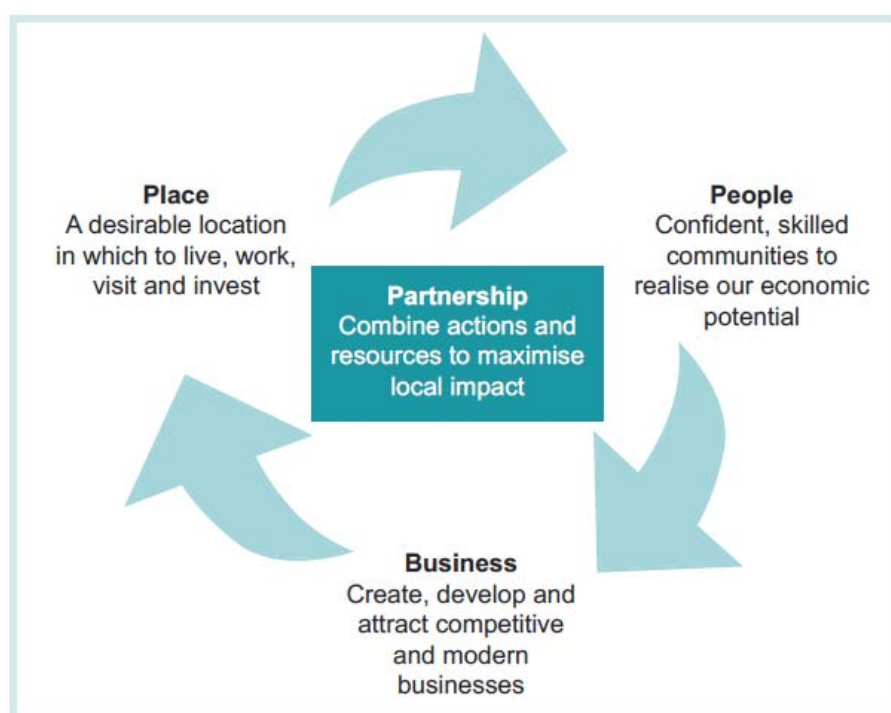 Place
A desirable location
in which to live, work,
visit and invest
People
Confident, skilled
communities to
realise our economic
potential
Partnership
Combine actions and
resources to maximise
local impact
Business
Create, develop and
attract competitive
and modern
businesses